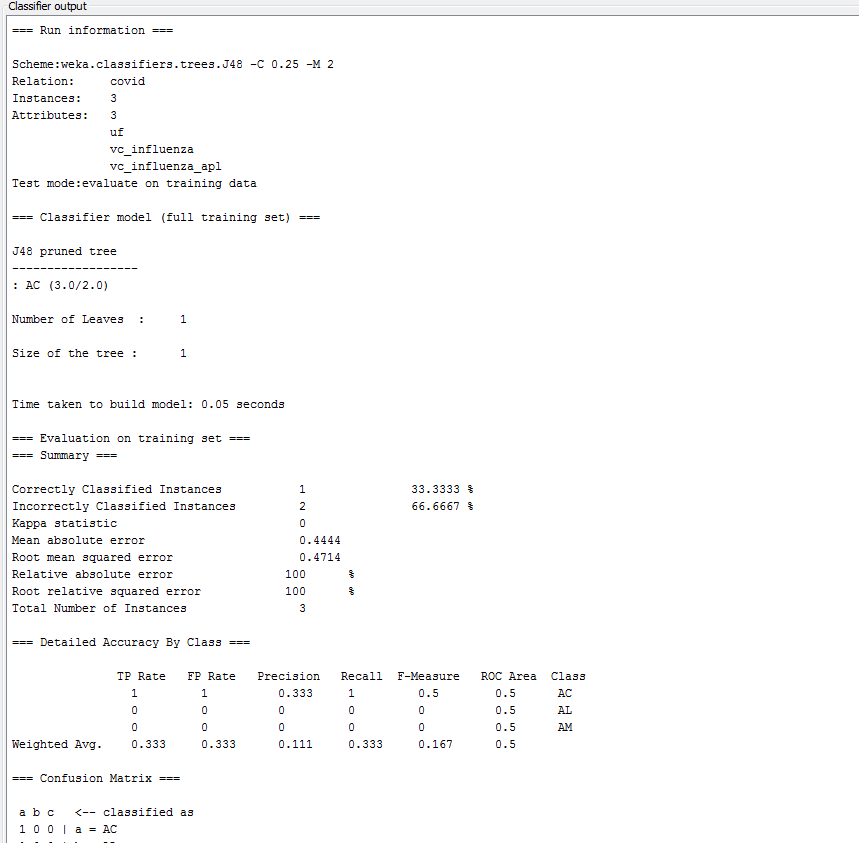 Classifier output
=== Run information ===
Scheme:weka.classifiers.trees.J48 -C 0.25 -M 2
Relation: covid
Instances: 3
Attributes: 3
uf
vc_influenza
vc_influenza_apl
Test mode:evaluate on training data
=== Classifier model (full training set) ===
J48 pruned tree
------------------
: AC (3.0/2.0)
Number of Leaves : 1
Size of the tree : 1
Time taken to build model: 0.05 seconds
=== Evaluation on training set ===
=== Summary ===
Correctly Classified Instances 1 33.3333 %
Incorrectly Classified Instances 2 66.6667 %
Kappa statistic 0
Mean absolute error 0.4444
Root mean squared error 0.4714
Relative absolute error 100 %
Root relative squared error 100 %
Total Number of Instances 3
=== Detailed Accuracy By Class ===
TP Rate FP Rate Precision Recall F-Measure ROC Area Class
1 1 0.333 1 0.5 0.5 AC
0 0 0 0 0 0.5 AL
0 0 0 0 0 0.5 AM
Weighted Avg. 0.333 0.333 0.111 0.333 0.167 0.5
=== Confusion Matrix ===
a b c <-- classified as
1 0 0 | a = AC